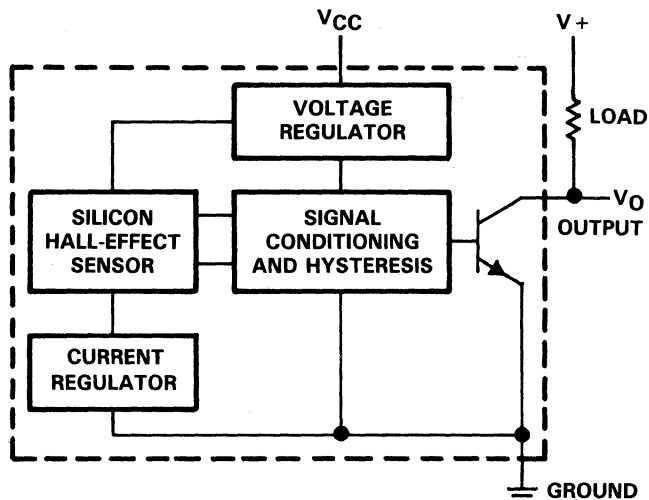 VCC
V+
VOLTAGE
REGULATOR
LOAD
SILICON
HALL-EFFECT
SENSOR
SIGNAL
CONDITIONING
AND HYSTERESIS
VO
OUTPUT
CURRENT
REGULATOR
GROUND